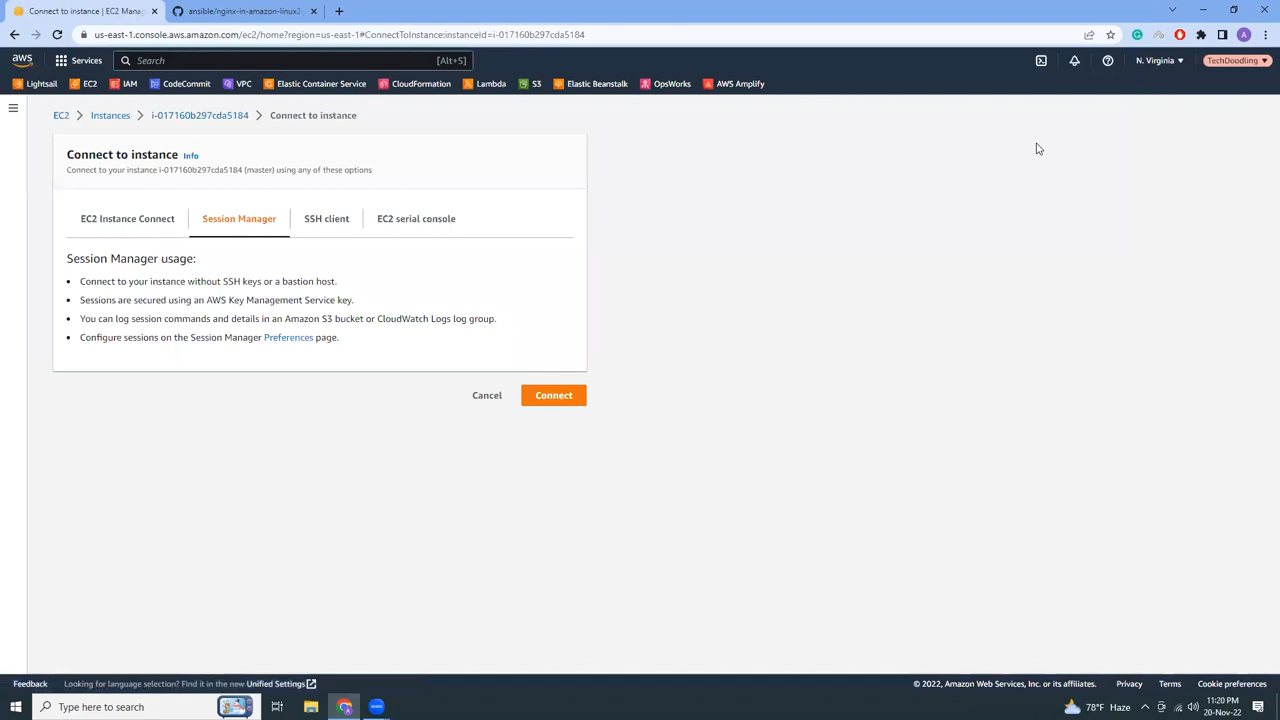 Connect to instance | EC2 Manag
ansible/nginx-in-amazon-linux2.
us-east-1.console.aws.amazon.com/ec2/home?region=us-east-1#ConnectToInstance:instanceId=i-017160b297cda5184
A
aws Services Search [Alt+S] N. Virginia TechDoodling
Lightsail EC2 IAM CodeCommit VPC Elastic Container Service CloudFormation Lambda S3 Elastic Beanstalk OpsWorks AWS Amplify
EC2 > Instances > i-017160b297cda5184 > Connect to instance
Connect to instance Info
Connect to your instance i-017160b297cda5184 (master) using any of these options
EC2 Instance Connect Session Manager SSH client EC2 serial console
Session Manager usage:
• Connect to your instance without SSH keys or a bastion host.
• Sessions are secured using an AWS Key Management Service key.
• You can log session commands and details in an Amazon S3 bucket or CloudWatch Logs log group.
• Configure sessions on the Session Manager Preferences page.
Cancel Connect
Feedback Looking for language selection? Find it in the new Unified Settings © 2022, Amazon Web Services, Inc. or its affiliates. Privacy Terms Cookie preferences
Type here to search 78°F Haze 11:20 PM
20-Nov-22